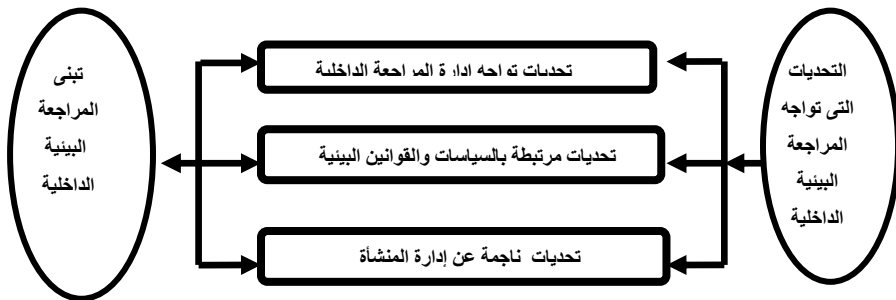 التحديات
التى تواجه
المراجعة
البيئية
الداخلية
تحديات تواجه ادارة المراجعة الداخلية
تحديات مرتبطة بالسياسات والقوانين البيئية
تحديات ناجمة عن إدارة المنشأة
تبنى
المراجعة
البيئية
الداخلية